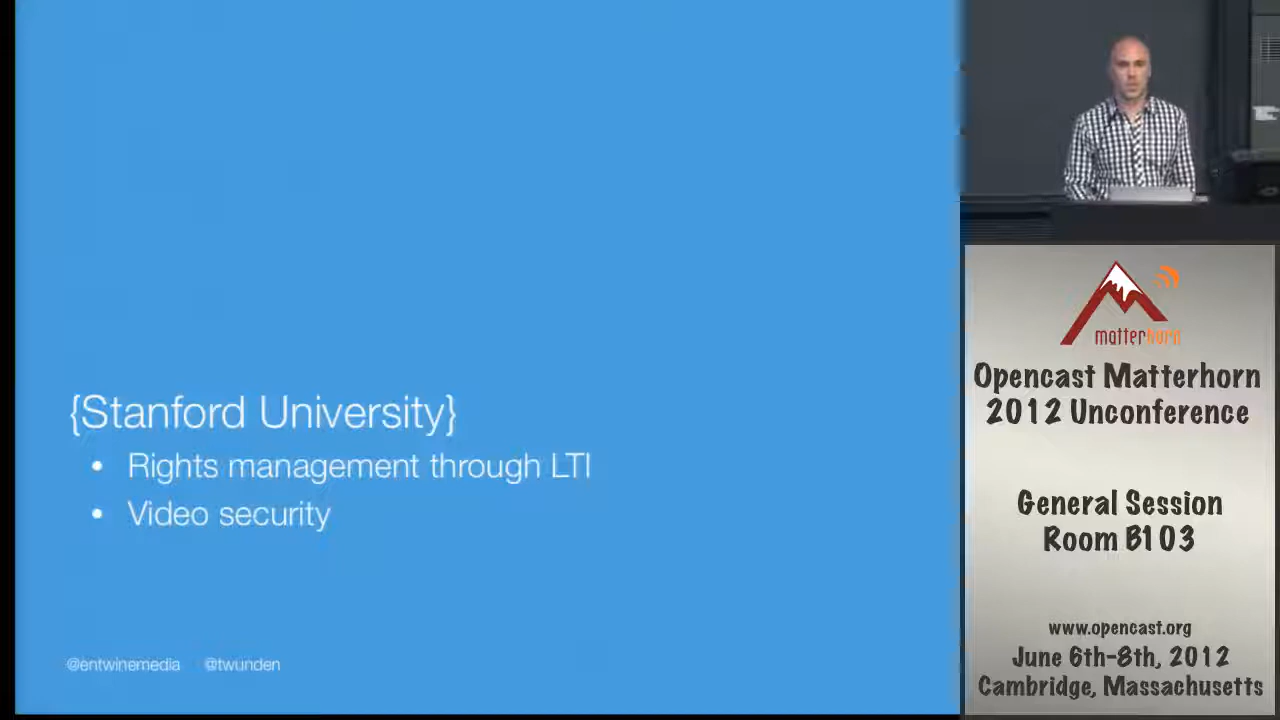 {Stanford University}
• Rights management through LTI
• Video security
@entwinemedia @twunden
matterhorn
Opencast Matterhorn
2012 Unconference
General Session
Room B103
www.opencast.org
June 6th-8th, 2012
Cambridge, Massachusetts